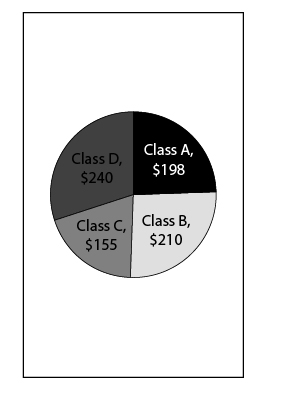 Class A,
$198
Class B,
$210
Class C,
$155
Class D,
$240